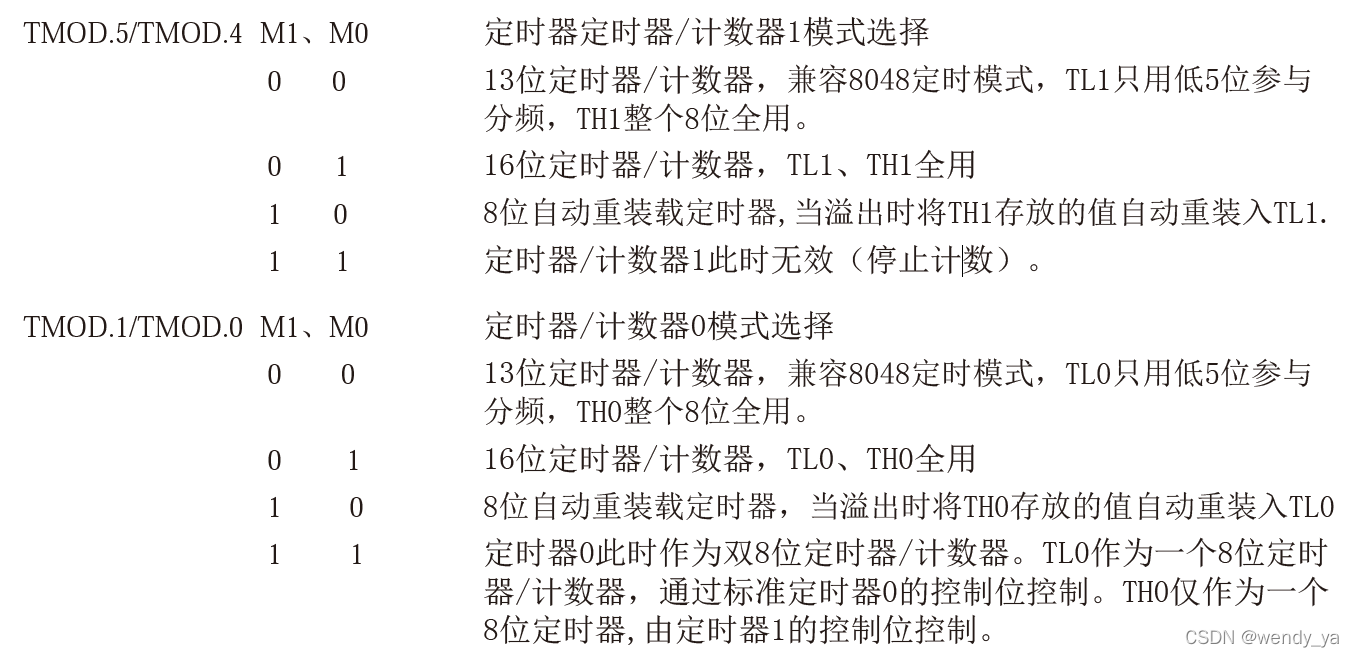 TMOD.5/TMOD.4 M1、M0 定时器定时器/计数器1模式选择
0 0 13位定时器/计数器，兼容8048定时模式，TL1只用低5位参与
分频，TH1整个8位全用。
0 1 16位定时器/计数器，TL1、TH1全用
1 0 8位自动重装载定时器,当溢出时将TH1存放的值自动重装入TL1.
1 1 定时器/计数器1此时无效（停止计数）。
TMOD.1/TMOD.0 M1、M0 定时器/计数器0模式选择
0 0 13位定时器/计数器，兼容8048定时模式，TL0只用低5位参与
分频，TH0整个8位全用。
0 1 16位定时器/计数器，TL0、TH0全用
1 0 8位自动重装载定时器，当溢出时将TH0存放的值自动重装入TL0
1 1 定时器0此时作为双8位定时器/计数器。TL0作为一个8位定时
器/计数器，通过标准定时器0的控制位控制。TH0仅作为一个
8位定时器,由定时器1的控制位控制。
CSDN @wendy_ya